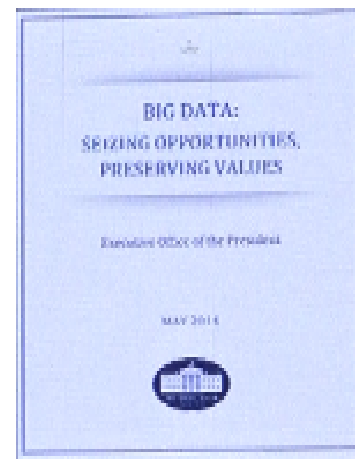 BIG DATA:
SEIZING OPPORTUNITIES,
PRESERVING VALUES
Executive Office of the President
MAY 2014